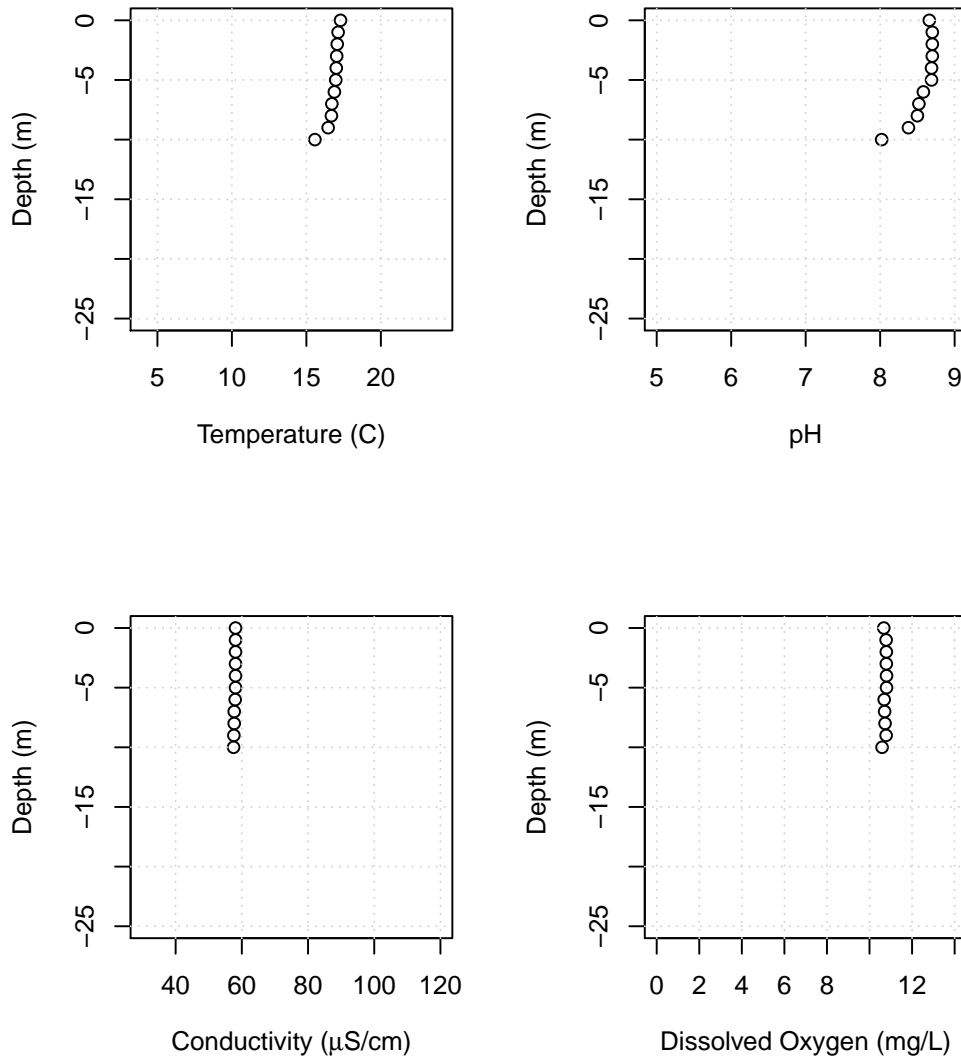 0
−5
−15
−25
Depth (m)
5 10 15 20
Temperature (C)
0
−5
−15
−25
Depth (m)
5 6 7 8 9
pH
0
−5
−15
−25
Depth (m)
40 60 80 100 120
Conductivity (μS/cm)
0
−5
−15
−25
Depth (m)
0 2 4 6 8 12
Dissolved Oxygen (mg/L)